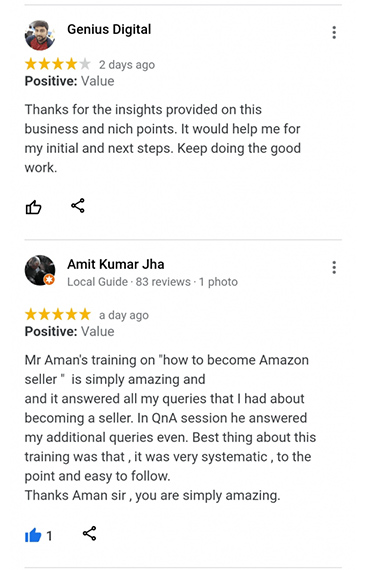 Genius Digital
2 days ago
Positive: Value
Thanks for the insights provided on this
business and nich points. It would help me for
my initial and next steps. Keep doing the good
work.
Amit Kumar Jha
Local Guide · 83 reviews · 1 photo
a day ago
Positive: Value
Mr Aman's training on "how to become Amazon
seller "  is simply amazing and
and it answered all my queries that I had about
becoming a seller. In QnA session he answered
my additional queries even. Best thing about this
training was that , it was very systematic , to the
point and easy to follow.
Thanks Aman sir , you are simply amazing.
1